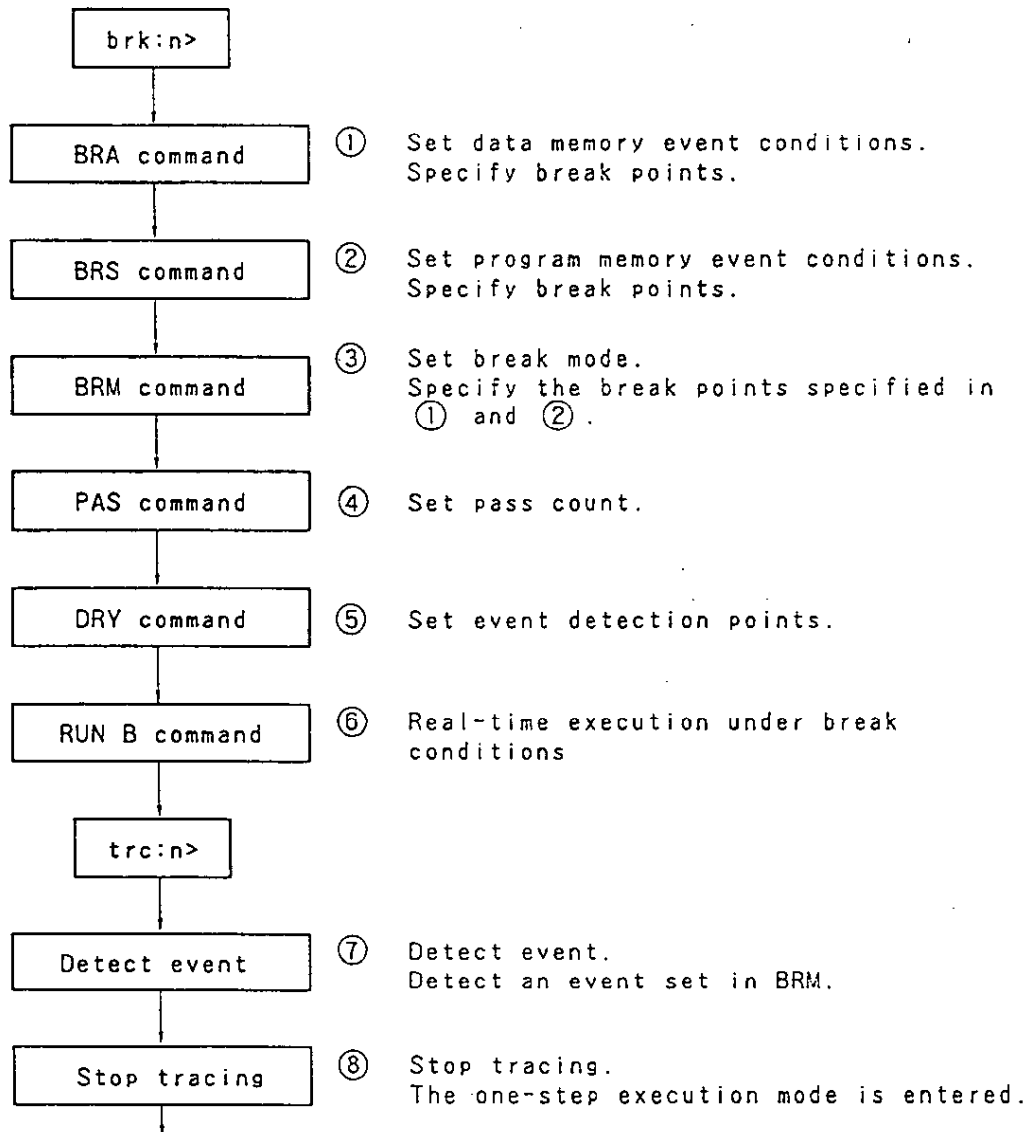 brk:n>
BRA command
① Set data memory event conditions.
Specify break points.
BRS command
② Set program memory event conditions.
Specify break points.
BRM command
③ Set break mode.
Specify the break points specified in
① and ②.
PAS command
④ Set pass count.
DRY command
⑤ Set event detection points.
RUN B command
⑥ Real-time execution under break
conditions
trc:n>
Detect event
⑦ Detect event.
Detect an event set in BRM.
Stop tracing
⑧ Stop tracing.
The one-step execution mode is entered.